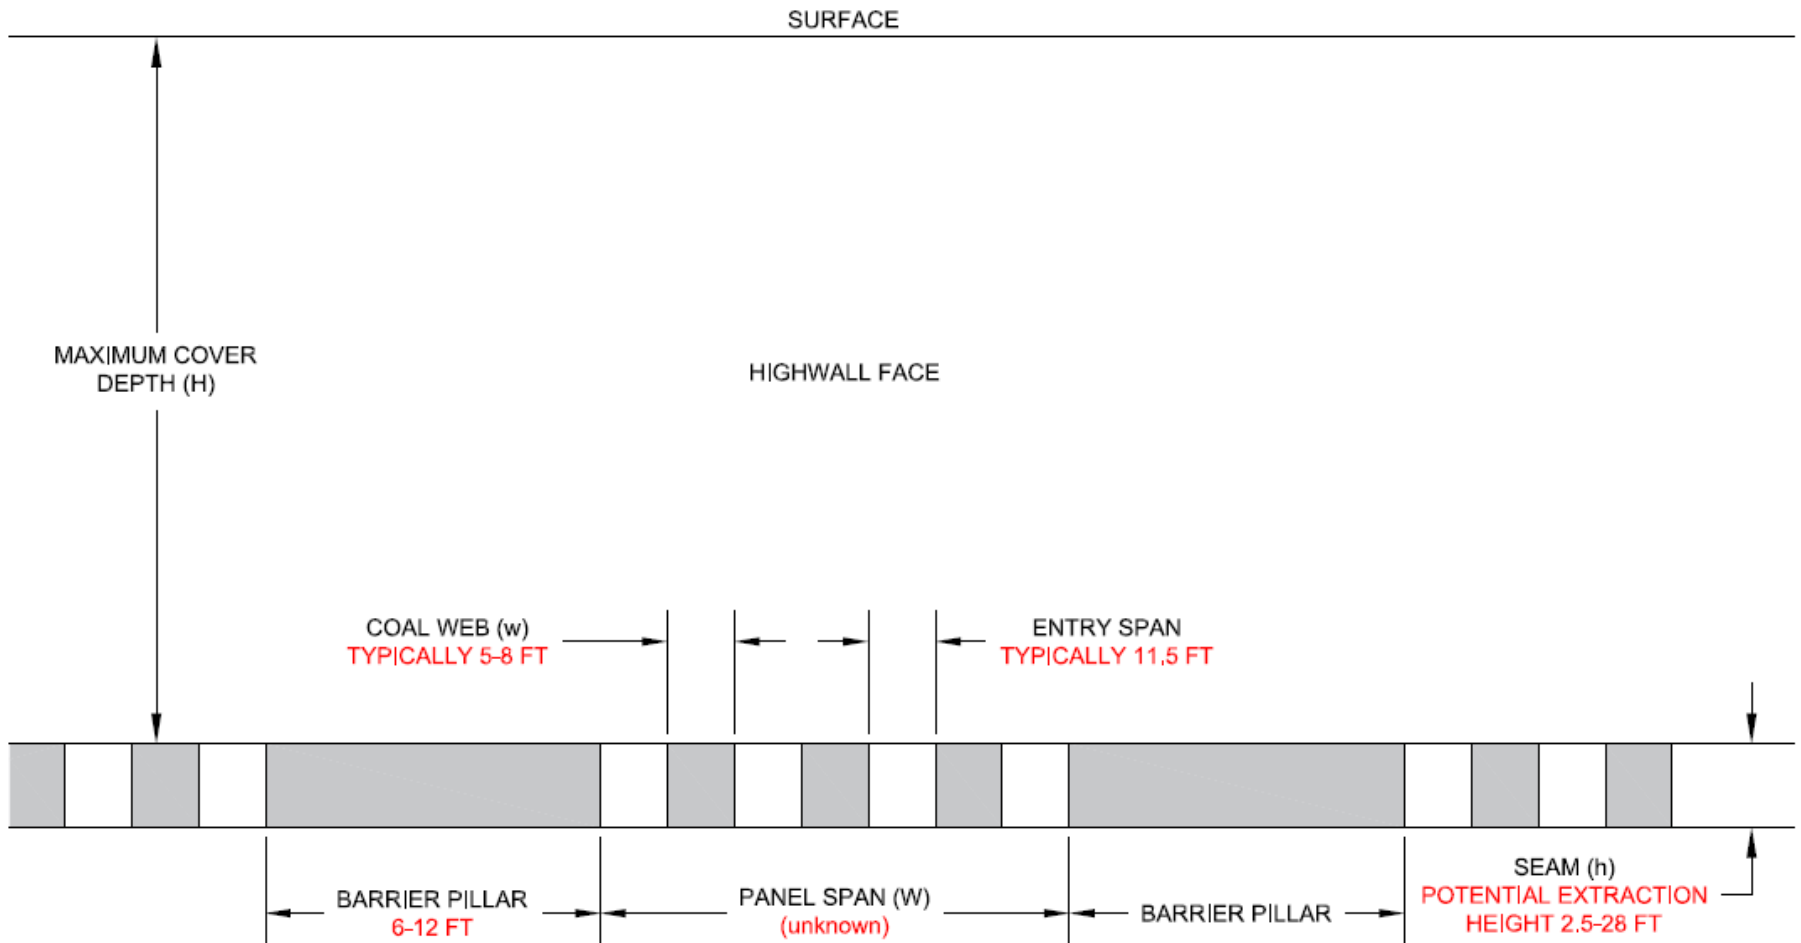 SURFACE
MAXIMUM COVER
DEPTH (H)
HIGHWALL FACE
COAL WEB (w)
TYPICALLY 5-8 FT
ENTRY SPAN
TYPICALLY 11.5 FT
BARRIER PILLAR
6-12 FT
PANEL SPAN (W)
(unknown)
BARRIER PILLAR
SEAM (h)
POTENTIAL EXTRACTION
HEIGHT 2.5-28 FT